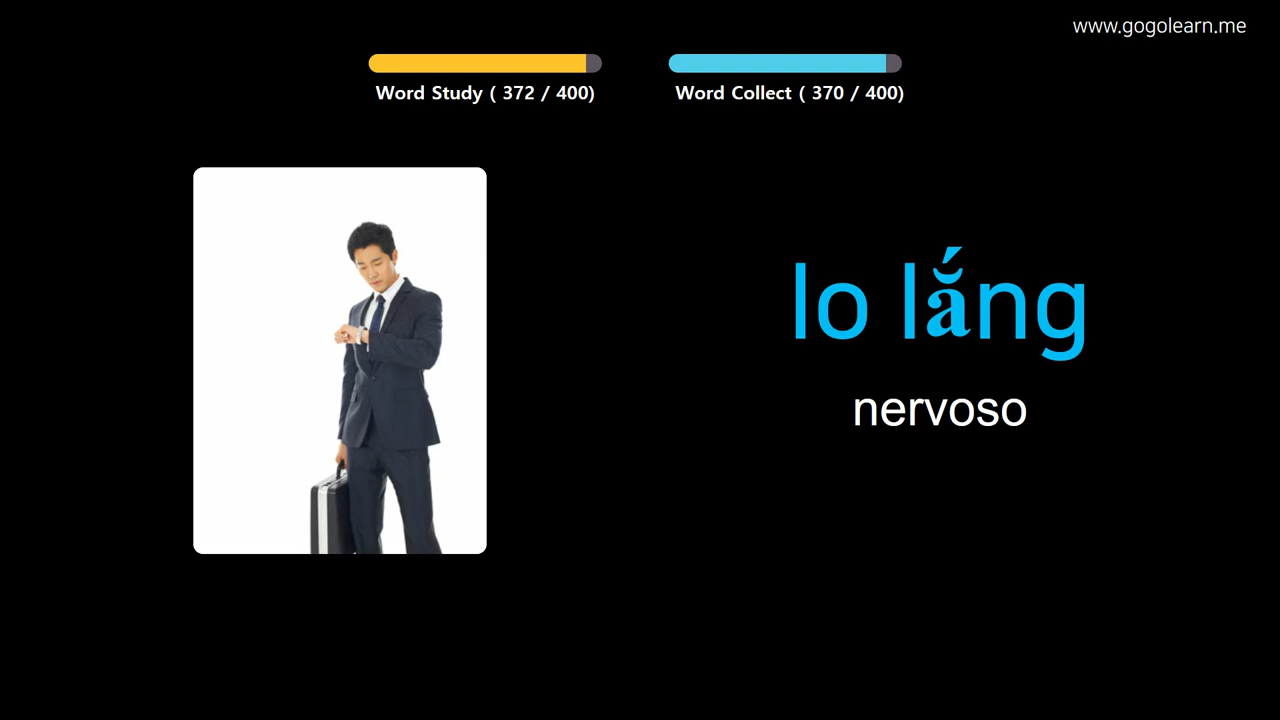 www.gogolearn.me
Word Study ( 372 / 400)
Word Collect ( 370 / 400)
lo lắng
nervoso